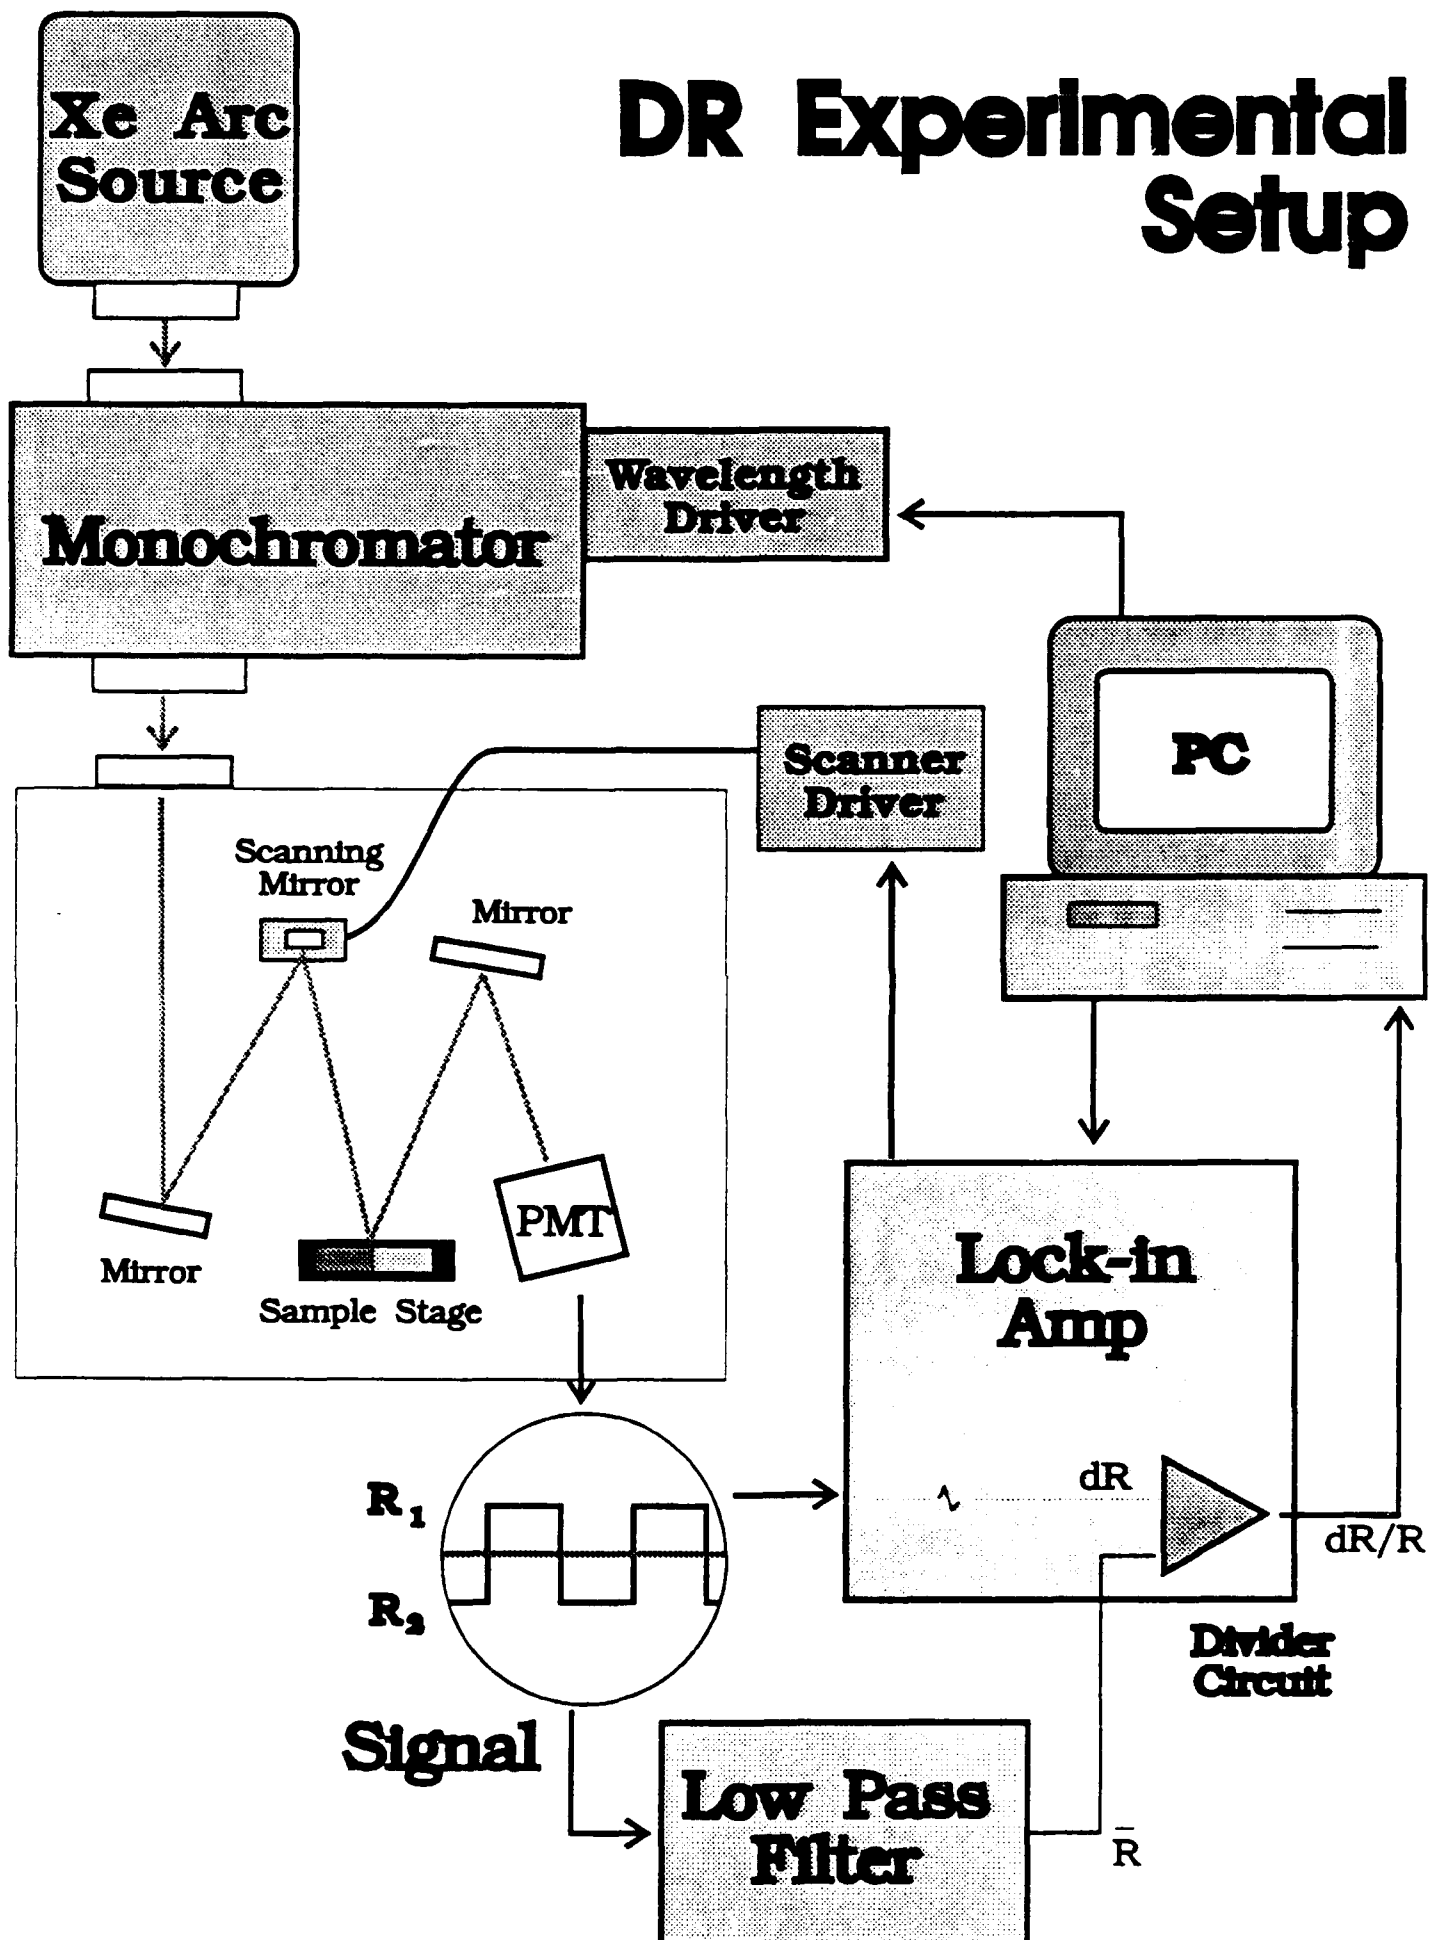 DR Experimental
Setup
Xe Arc
Source
Monochromator
Wavelength
Driver
PC
Scanner
Driver
Scanning
Mirror
Mirror
Mirror
Sample Stage
PMT
Lock-in
Amp
dR
dR/R
Divider
Circuit
R₁
R₂
Signal
Low Pass
Filter
R̅